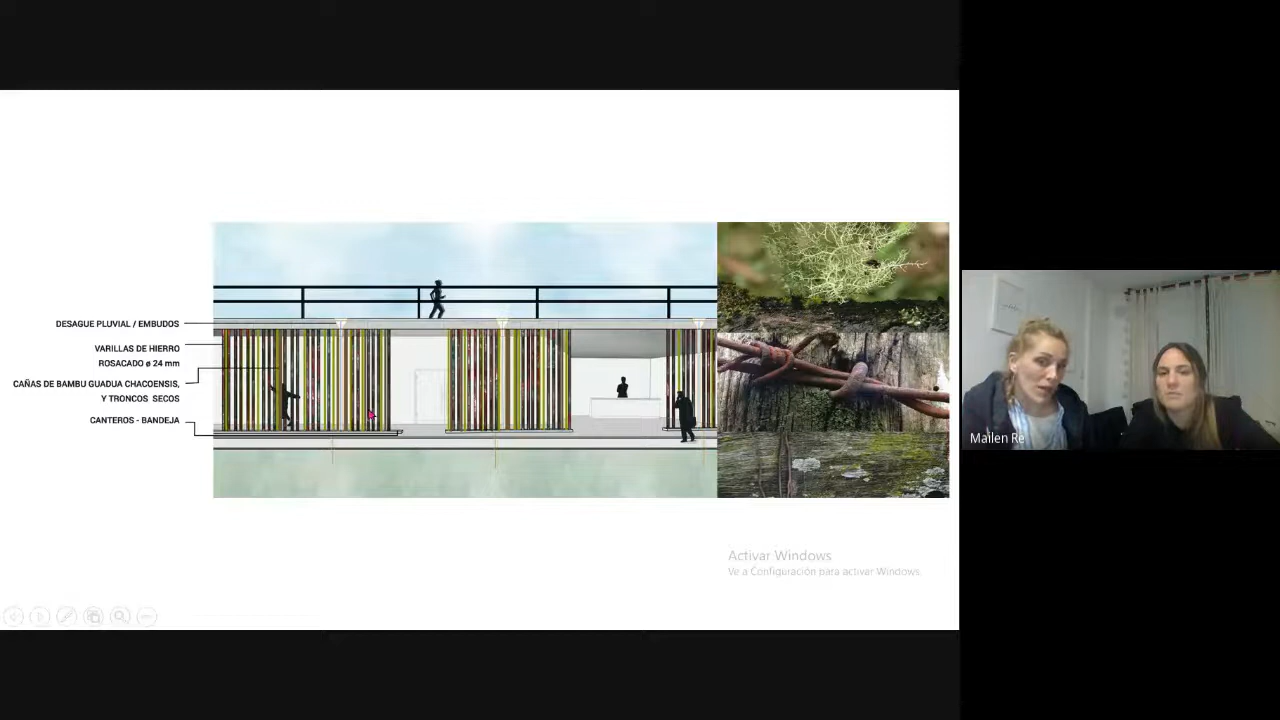 DESAGUE PLUVIAL / EMBUDOS
VARILLAS DE HIERRO
ROSACADO ø 24 mm
CAÑAS DE BAMBU GUADUA CHACOENSIS,
Y TRONCOS SECOS
CANTEROS - BANDEJA
Mailen Re
Activar Windows
Ve a Configuración para activar Windows.